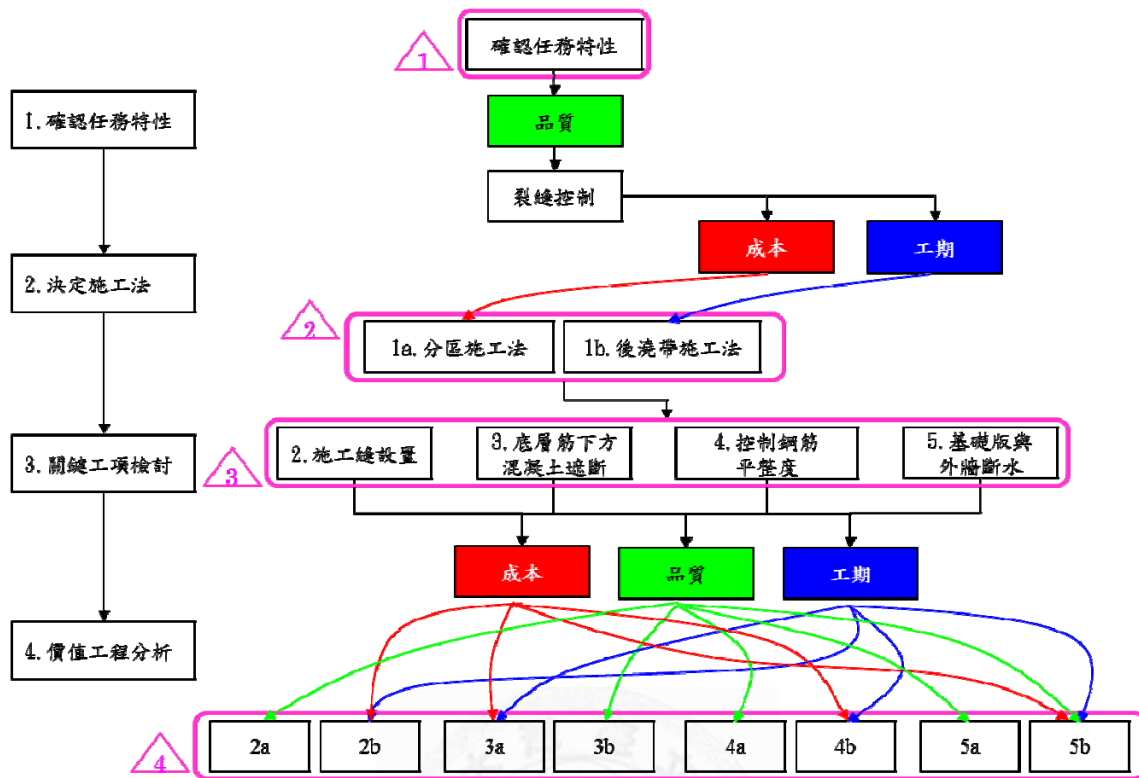 1.確認任務特性
2.決定施工法
3.關鍵工項檢討
4.價值工程分析
1
確認任務特性
品質
裂縫控制
成本
工期
2
1a.分區施工法
1b.後澆帶施工法
3
2.施工縫設置
3.底層筋下方
混凝土遮斷
4.控制鋼筋
平整度
5.基礎版與
外牆斷水
成本
品質
工期
4
2a
2b
3a
3b
4a
4b
5a
5b